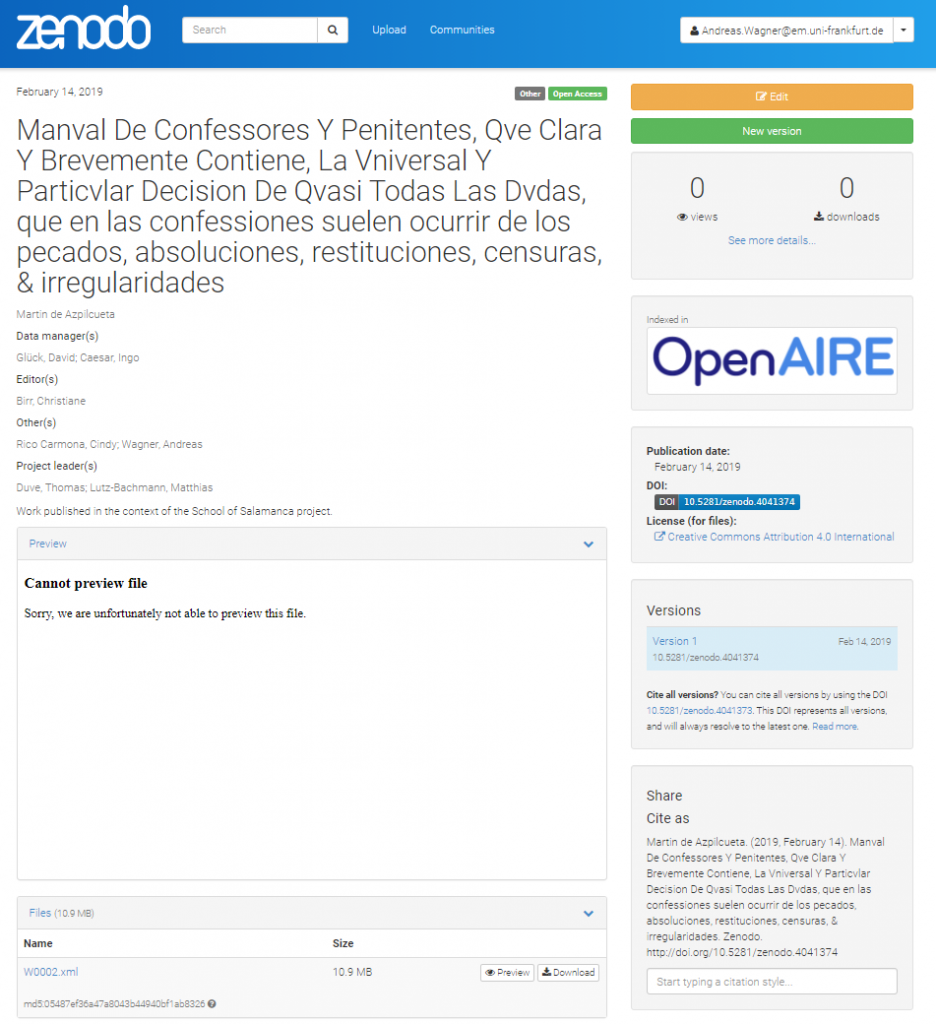 zenodo
Search
Upload
Communities
Andreas.Wagner@em.uni-frankfurt.de
February 14, 2019
Other
Open Access
Manval De Confessores Y Penitentes, Qve Clara
Y Brevemente Contiene, La Vniversal Y
Particvlar Decision De Qvasi Todas Las Dvdas,
que en las confessiones suelen ocurrir de los
pecados, absoluciones, restituciones, censuras,
& irregularidades
Martin de Azpilcueta
Data manager(s)
Glück, David; Caesar, Ingo
Editor(s)
Birr, Christiane
Other(s)
Rico Carmona, Cindy; Wagner, Andreas
Project leader(s)
Duve, Thomas; Lutz-Bachmann, Matthias
Work published in the context of the School of Salamanca project.
Preview
Cannot preview file
Sorry, we are unfortunately not able to preview this file.
Files (10.9 MB)
Name Size
W0002.xml 10.9 MB Preview Download
md5:05487ef36a47a8043b44940bf1ab8326
Edit
New version
0 0
views downloads
See more details...
Indexed in
OpenAIRE
Publication date:
February 14, 2019
DOI:
DOI 10.5281/zenodo.4041374
License (for files):
Creative Commons Attribution 4.0 International
Versions
Version 1 Feb 14, 2019
10.5281/zenodo.4041374
Cite all versions? You can cite all versions by using the DOI
10.5281/zenodo.4041373. This DOI represents all versions,
and will always resolve to the latest one. Read more.
Share
Cite as
Martin de Azpilcueta. (2019, February 14). Manval
De Confessores Y Penitentes, Qve Clara Y
Brevemente Contiene, La Vniversal Y Particvlar
Decision De Qvasi Todas Las Dvdas, que en las
confessiones suelen ocurrir de los pecados,
absoluciones, restituciones, censuras, &
irregularidades. Zenodo.
http://doi.org/10.5281/zenodo.4041374
Start typing a citation style...